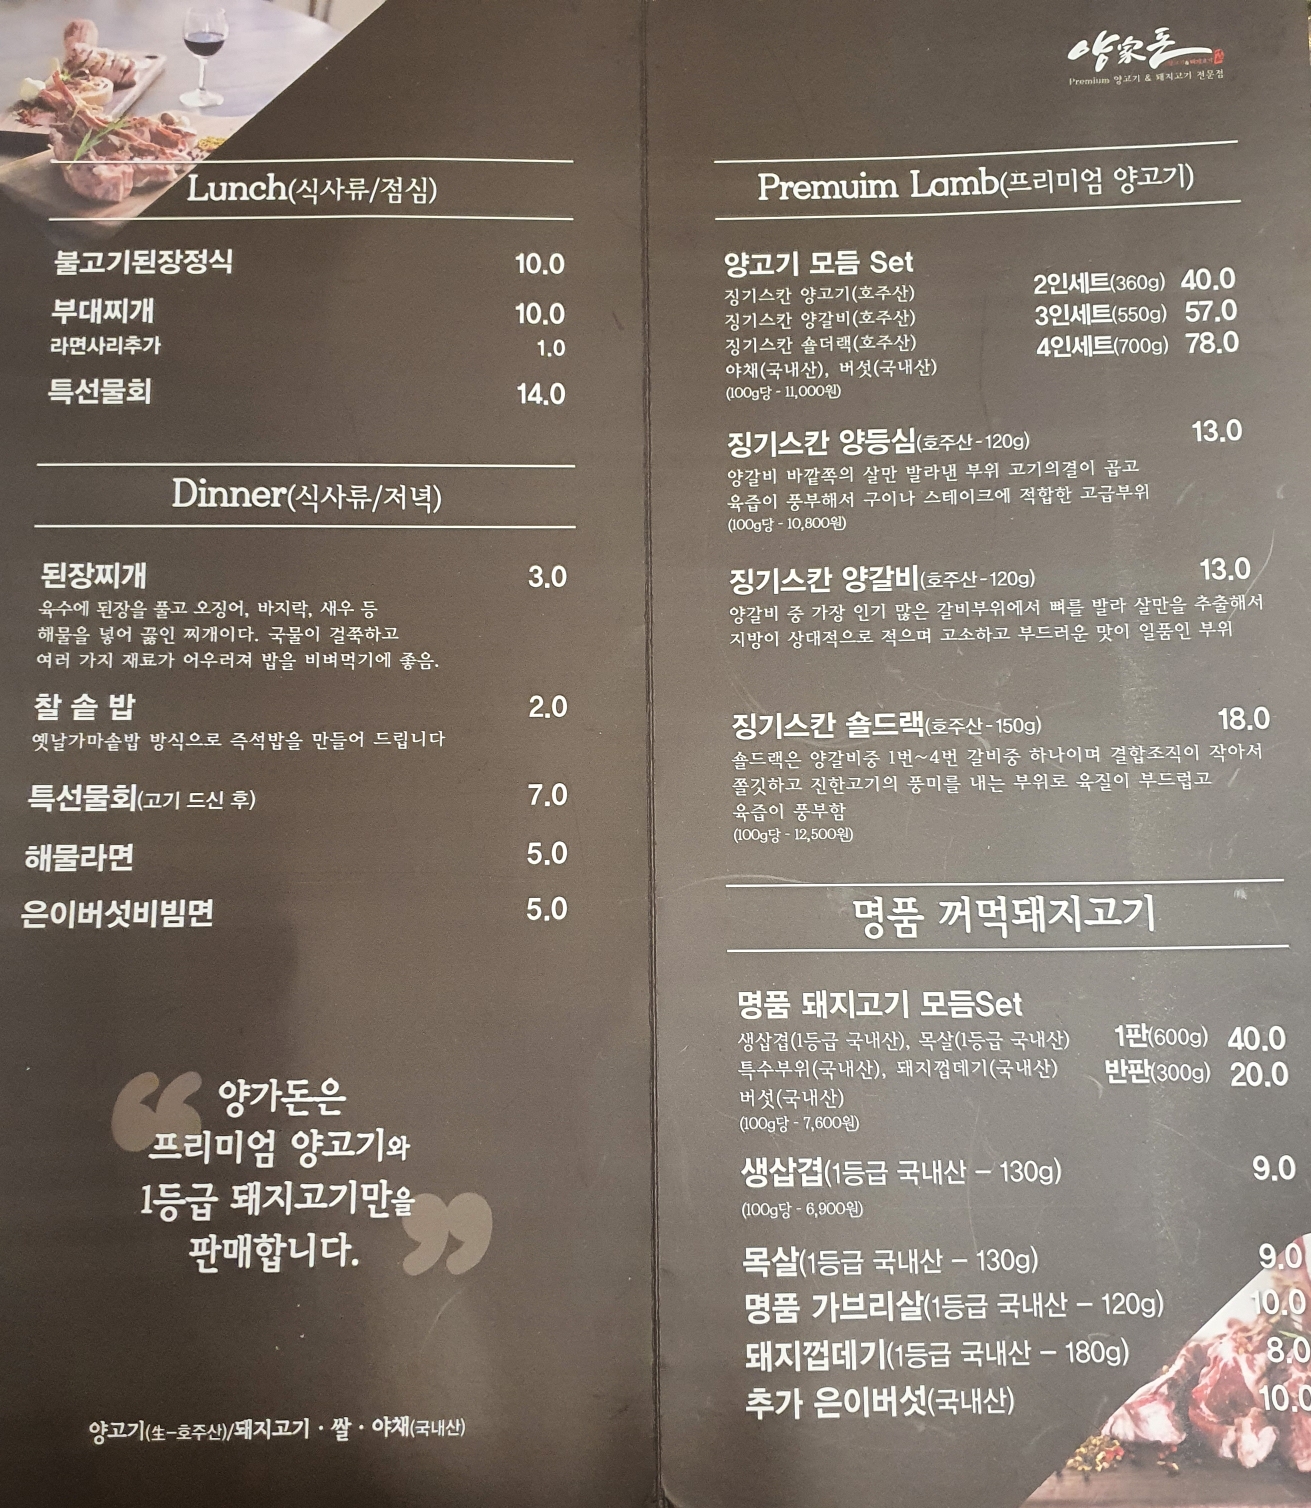 Lunch(식사류/점심)
불고기된장정식 10.0
부대찌개 10.0
라면사리추가 1.0
특선물회 14.0
Dinner(식사류/저녁)
된장찌개 3.0
육수에 된장을 풀고 오징어, 바지락, 새우 등
해물을 넣어 끓인 찌개이다. 국물이 걸쭉하고
여러 가지 재료가 어우러져 밥을 비벼먹기에 좋음.
찰 솥 밥 2.0
옛날가마솥밥 방식으로 즉석밥을 만들어 드립니다
특선물회(고기 드신 후) 7.0
해물라면 5.0
은이버섯비빔면 5.0
“ 양가돈은
프리미엄 양고기와
1등급 돼지고기만을
판매합니다. ”
양고기(生-호주산)/돼지고기 · 쌀 · 야채(국내산)
양家돈
Premium 양고기 & 돼지고기 전문점
Premuim Lamb(프리미엄 양고기)
양고기 모듬 Set
징기스칸 양고기(호주산) 2인세트(360g) 40.0
징기스칸 양갈비(호주산) 3인세트(550g) 57.0
징기스칸 숄더랙(호주산) 4인세트(700g) 78.0
야채(국내산), 버섯(국내산)
(100g당 - 11,000원)
징기스칸 양등심(호주산-120g) 13.0
양갈비 바깥쪽의 살만 발라낸 부위 고기의결이 곱고
육즙이 풍부해서 구이나 스테이크에 적합한 고급부위
(100g당 - 10,800원)
징기스칸 양갈비(호주산-120g) 13.0
양갈비 중 가장 인기 많은 갈비부위에서 뼈를 발라 살만을 추출해서
지방이 상대적으로 적으며 고소하고 부드러운 맛이 일품인 부위
징기스칸 숄드랙(호주산-150g) 18.0
숄드랙은 양갈비중 1번~4번 갈비중 하나이며 결합조직이 작아서
쫄깃하고 진한고기의 풍미를 내는 부위로 육질이 부드럽고
육즙이 풍부함
(100g당 - 12,500원)
명품 꺼먹돼지고기
명품 돼지고기 모듬Set
생삽겹(1등급 국내산), 목살(1등급 국내산) 1판(600g) 40.0
특수부위(국내산), 돼지껍데기(국내산) 반판(300g) 20.0
버섯(국내산)
(100g당 - 7,600원)
생삽겹(1등급 국내산 – 130g) 9.0
(100g당 - 6,900원)
목살(1등급 국내산 – 130g) 9.0
명품 가브리살(1등급 국내산 – 120g) 10.0
돼지껍데기(1등급 국내산 – 180g) 8.0
추가 은이버섯(국내산) 10.0